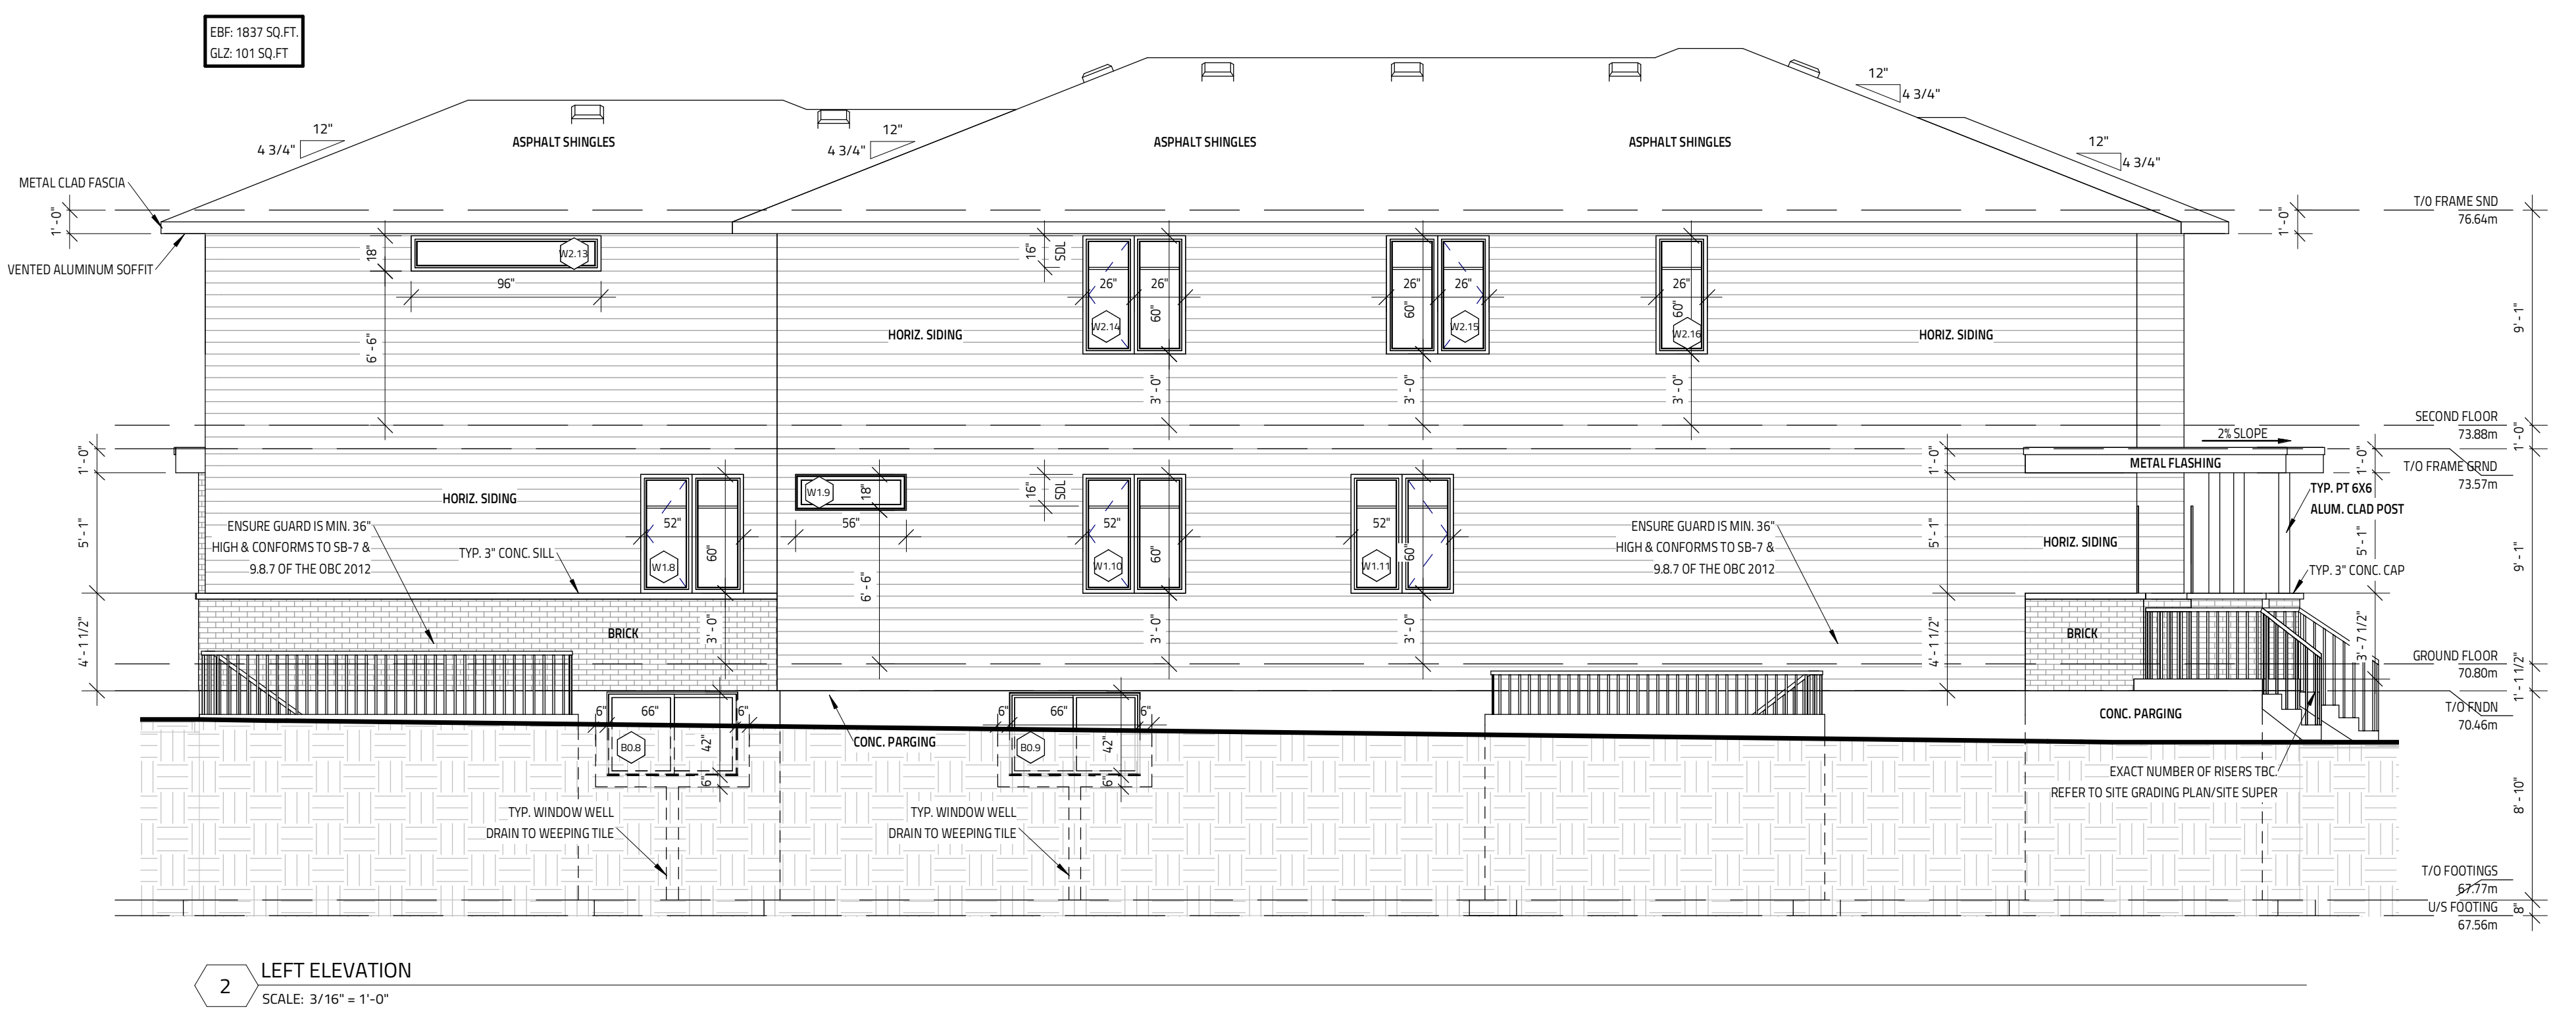 EBF: 1837 SQ.FT.
GLZ: 101 SQ.FT
12"
4 3/4"
ASPHALT SHINGLES
12"
4 3/4"
ASPHALT SHINGLES
ASPHALT SHINGLES
12"
4 3/4"
12"
4 3/4"
METAL CLAD FASCIA
1'-0"
VENTED ALUMINUM SOFFIT
18"
W2.13
96"
6'-6"
HORIZ. SIDING
16"
SDL
26"
26"
60"
W2.14
3'-0"
26"
26"
60"
W2.15
3'-0"
26"
60"
W2.16
3'-0"
HORIZ. SIDING
1'-0"
T/O FRAME SND
76.64m
9'-1"
SECOND FLOOR
73.88m
1'-0"
T/O FRAME GRND
73.57m
2% SLOPE
METAL FLASHING
1'-0"
1'-0"
TYP. PT 6X6
ALUM. CLAD POST
5'-1"
HORIZ. SIDING
TYP. 3" CONC. CAP
9'-1"
1'-0"
5'-1"
4'-1 1/2"
HORIZ. SIDING
ENSURE GUARD IS MIN. 36"
HIGH & CONFORMS TO SB-7 &
9.8.7 OF THE OBC 2012
TYP. 3" CONC. SILL
52"
60"
W1.8
3'-0"
BRICK
W1.9
18"
56"
6'-6"
16"
SDL
52"
60"
W1.10
3'-0"
52"
60"
W1.11
3'-0"
ENSURE GUARD IS MIN. 36"
HIGH & CONFORMS TO SB-7 &
9.8.7 OF THE OBC 2012
5'-1"
4'-1 1/2"
BRICK
3'-7 1/2"
GROUND FLOOR
70.80m
1'-1 1/2"
T/O FNDN
70.46m
6"
66"
6"
B0.8
42"
6"
CONC. PARGING
6"
66"
6"
B0.9
42"
6"
CONC. PARGING
EXACT NUMBER OF RISERS TBC.
REFER TO SITE GRADING PLAN/SITE SUPER
8'-10"
TYP. WINDOW WELL
DRAIN TO WEEPING TILE
TYP. WINDOW WELL
DRAIN TO WEEPING TILE
T/O FOOTINGS
67.77m
U/S FOOTING
67.56m
8"
2
LEFT ELEVATION
SCALE: 3/16" = 1'-0"